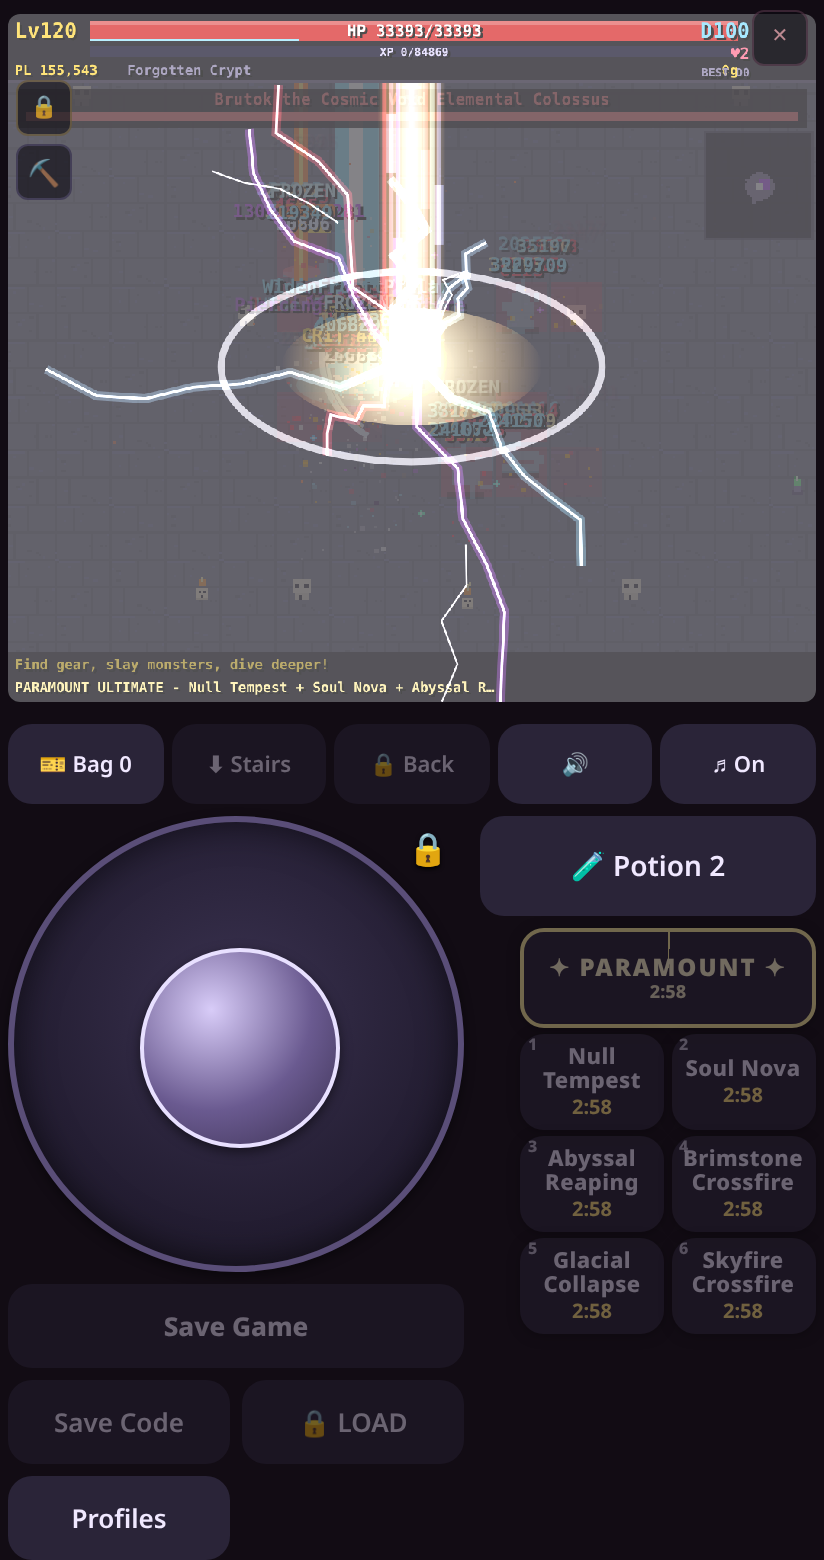 Lv120
HP 33393/33393
D100
×
XP 0/84869
♥2
PL 155,543
Forgotten Crypt
Brutok the Cosmic Void Elemental Colossus
FROZEN
FROZEN
FROZEN
Find gear, slay monsters, dive deeper!
PARAMOUNT ULTIMATE - Null Tempest + Soul Nova + Abyssal R…
Bag 0
⬇ Stairs
Back
♬ On
Potion 2
✦ PARAMOUNT ✦
2:58
1
Null
Tempest
2:58
2
Soul Nova
2:58
3
Abyssal
Reaping
2:58
4
Brimstone
Crossfire
2:58
5
Glacial
Collapse
2:58
6
Skyfire
Crossfire
2:58
Save Game
Save Code
LOAD
Profiles